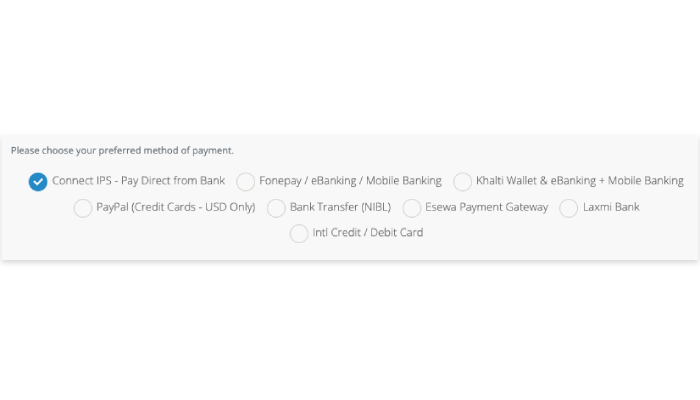 Please choose your preferred method of payment.
Connect IPS - Pay Direct from Bank Fonepay / eBanking / Mobile Banking Khalti Wallet & eBanking + Mobile Banking
PayPal (Credit Cards - USD Only) Bank Transfer (NIBL) Esewa Payment Gateway Laxmi Bank
Intl Credit / Debit Card